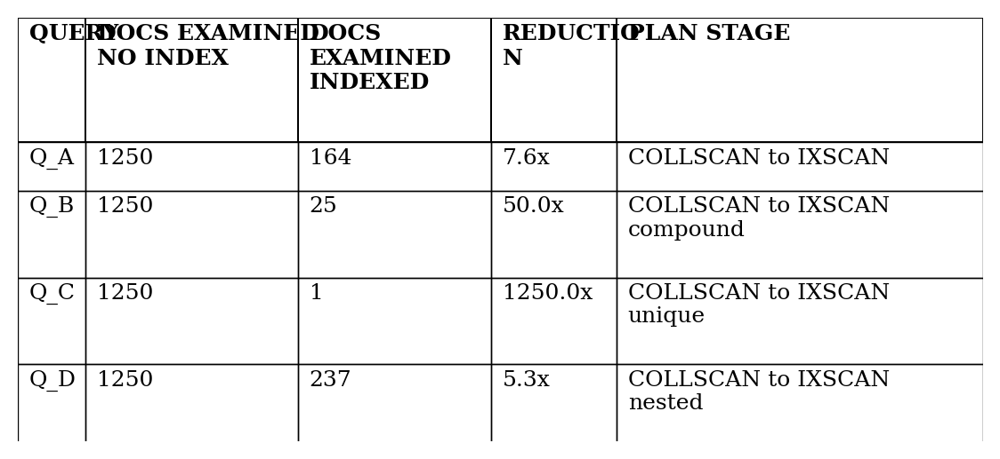 QUERY DOCS EXAMINED DOCS REDUCTIO PLAN STAGE
NO INDEX EXAMINED N
INDEXED
Q_A 1250 164 7.6x COLLSCAN to IXSCAN
Q_B 1250 25 50.0x COLLSCAN to IXSCAN
compound
Q_C 1250 1 1250.0x COLLSCAN to IXSCAN
unique
Q_D 1250 237 5.3x COLLSCAN to IXSCAN
nested